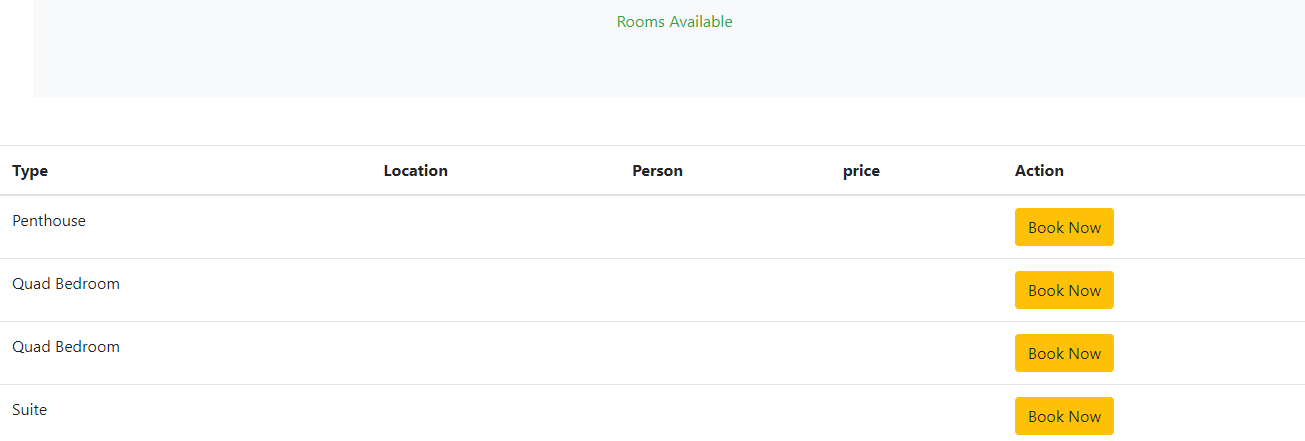 Rooms Available
Type Location Person price Action
Penthouse Book Now
Quad Bedroom Book Now
Quad Bedroom Book Now
Suite Book Now